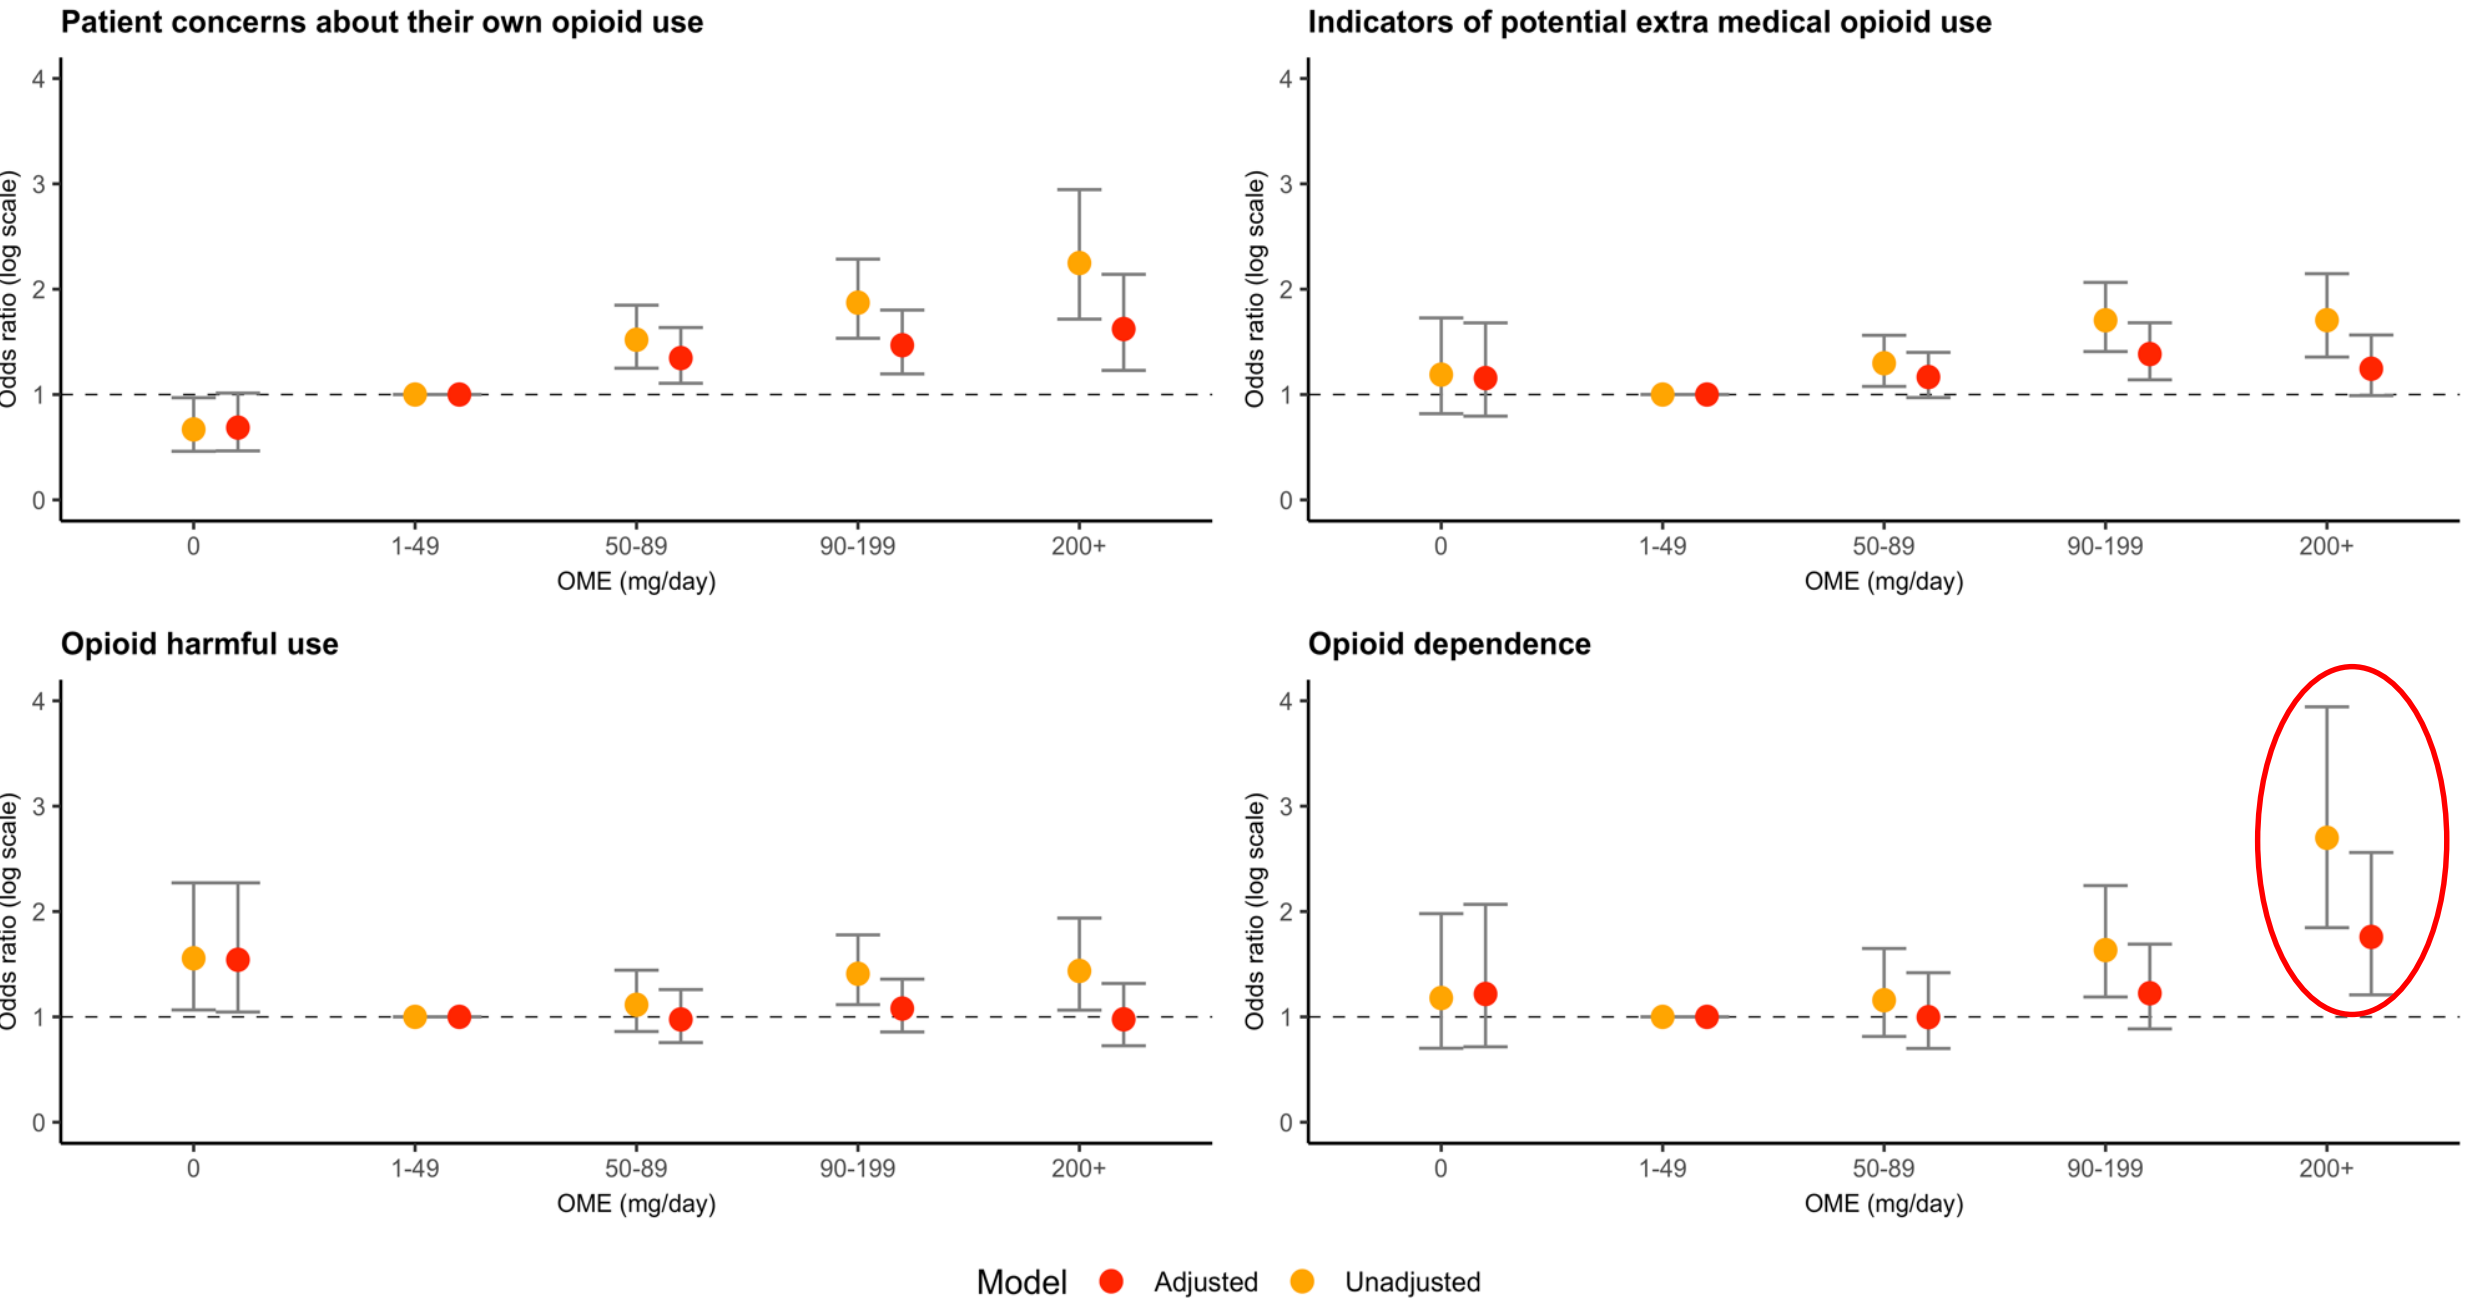 Patient concerns about their own opioid use
Odds ratio (log scale)
4
3
2
1
0
0 1-49 50-89 90-199 200+
OME (mg/day)
Indicators of potential extra medical opioid use
Odds ratio (log scale)
4
3
2
1
0
0 1-49 50-89 90-199 200+
OME (mg/day)
Opioid harmful use
Odds ratio (log scale)
4
3
2
1
0
0 1-49 50-89 90-199 200+
OME (mg/day)
Opioid dependence
Odds ratio (log scale)
4
3
2
1
0
0 1-49 50-89 90-199 200+
OME (mg/day)
Model Adjusted Unadjusted